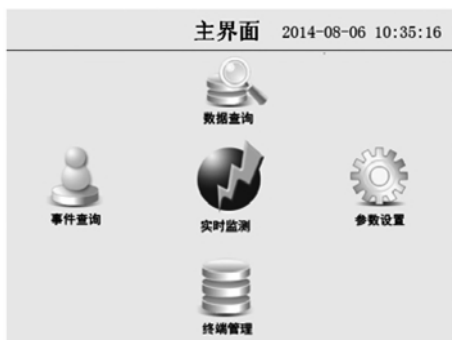 主界面 2014-08-06 10:35:16
数据查询
事件查询 实时监测 参数设置
终端管理